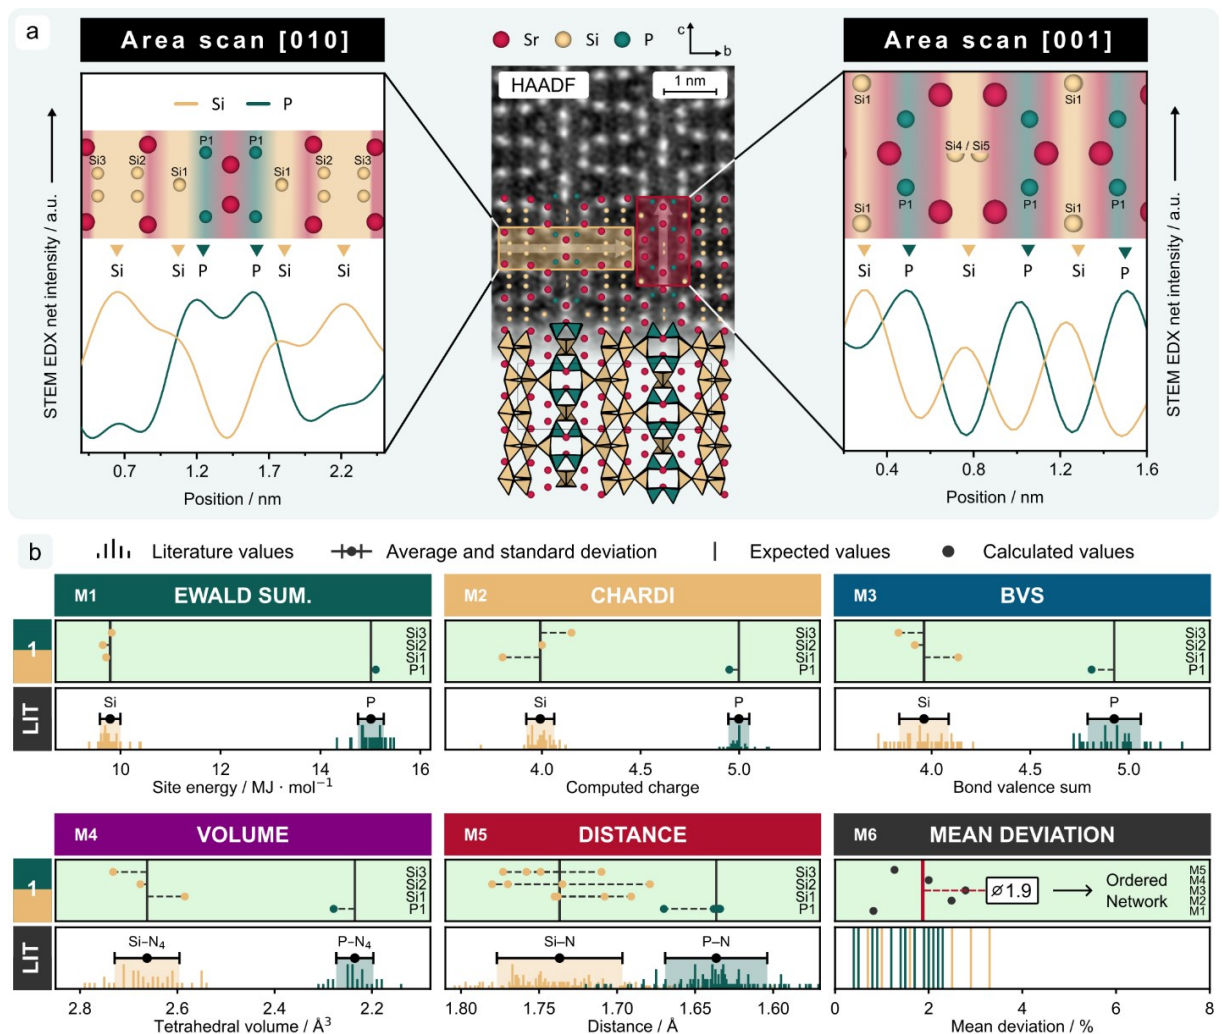 a
Area scan [010]
Sr Si P
c
b
Area scan [001]
HAADF
1 nm
Si P
STEM EDX net intensity / a.u.
P1 P1
Si3 Si2 Si1 Si1 Si2 Si3
Si Si P P Si Si
0.7 1.2 1.7 2.2
Position / nm
Si1 Si1
P1 P1
Si4 / Si5
P1 P1
Si1 Si1
Si P Si P Si P
STEM EDX net intensity / a.u.
0.4 0.8 1.2 1.6
Position / nm
b
Literature values Average and standard deviation Expected values Calculated values
M1 EWALD SUM.
1
Si3
Si2
Si1
P1
LIT
Si P
10 12 14 16
Site energy / MJ · mol−1
M2 CHARDI
Si3
Si2
Si1
P1
Si P
4.0 4.5 5.0
Computed charge
M3 BVS
Si3
Si2
Si1
P1
Si P
4.0 4.5 5.0
Bond valence sum
M4 VOLUME
1
Si3
Si2
Si1
P1
LIT
Si–N4 P–N4
2.8 2.6 2.4 2.2
Tetrahedral volume / Å3
M5 DISTANCE
Si3
Si2
Si1
P1
Si–N P–N
1.80 1.75 1.70 1.65 1.60
Distance / Å
M6 MEAN DEVIATION
M5
M4
M3
M2
M1
⌀1.9
Ordered
Network
0 2 4 6 8
Mean deviation / %